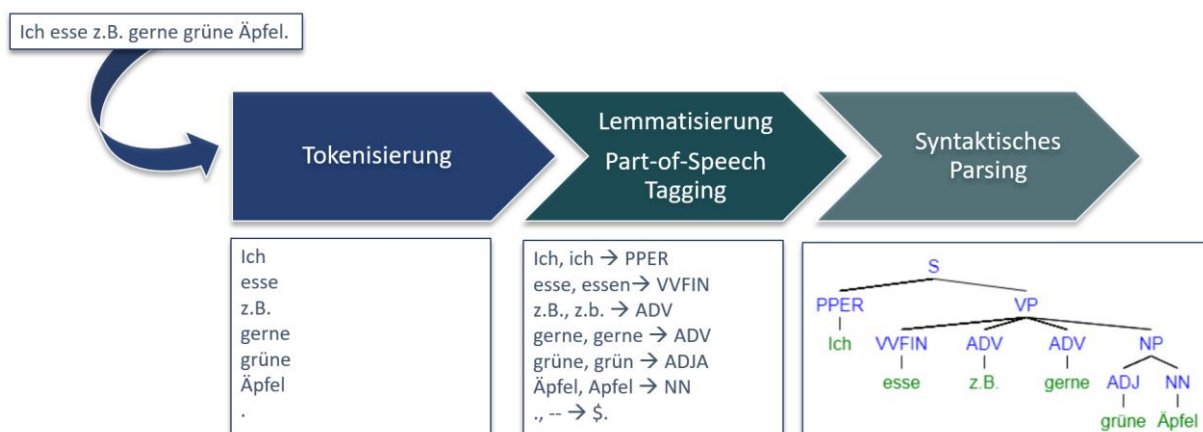 Ich esse z.B. gerne grüne Äpfel.
Tokenisierung
Lemmatisierung
Part-of-Speech
Tagging
Syntaktisches
Parsing
Ich
esse
z.B.
gerne
grüne
Äpfel
.
Ich, ich → PPER
esse, essen→ VVFIN
z.B., z.b. → ADV
gerne, gerne → ADV
grüne, grün → ADJA
Äpfel, Apfel → NN
., -- → $.
S
PPER VP
Ich VVFIN ADV ADV NP
esse z.B. gerne ADJ NN
grüne Äpfel